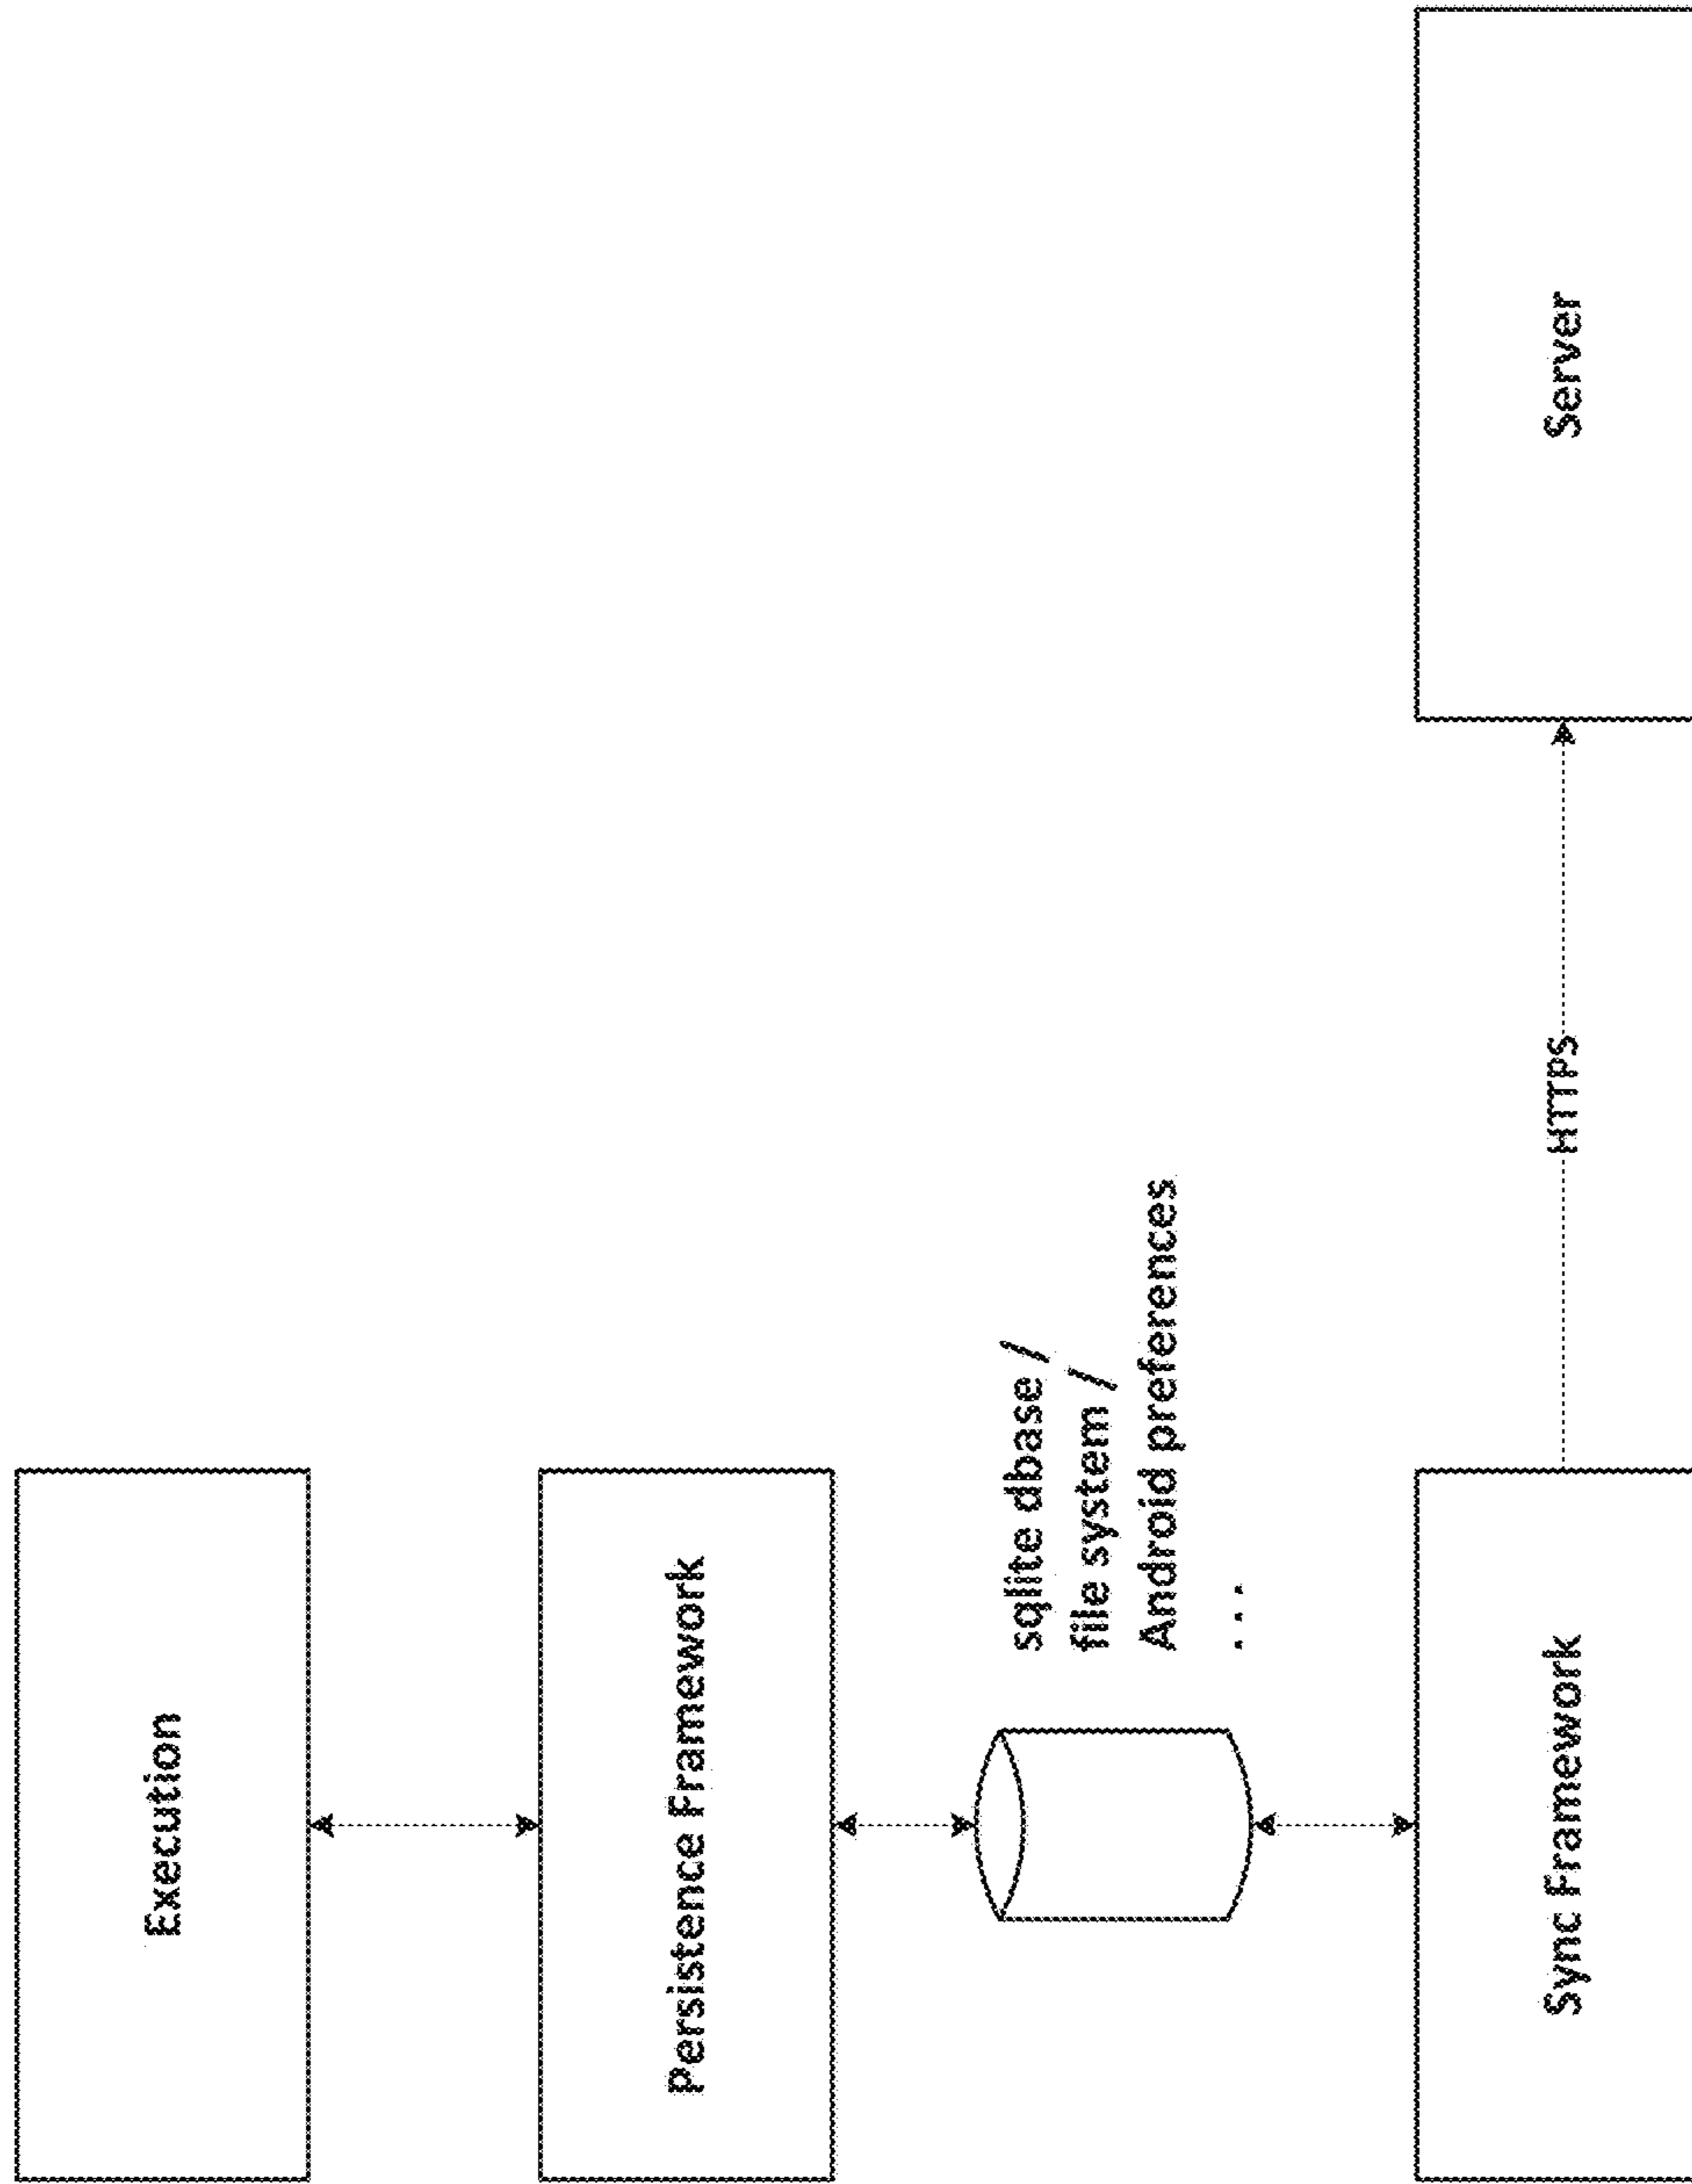 Execution
Persistence Framework
sqlite dbase /
file system /
Android preferences
...
Sync Framework
HTTPS
Server